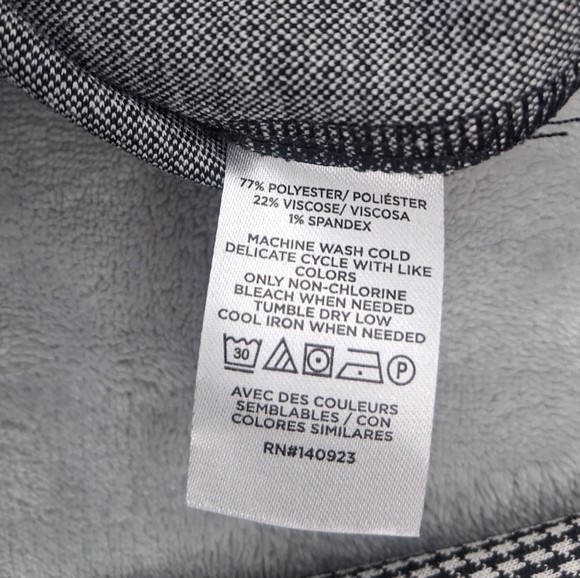 77% POLYESTER/ POLIÉSTER
22% VISCOSE/ VISCOSA
1% SPANDEX
MACHINE WASH COLD
DELICATE CYCLE WITH LIKE
COLORS
ONLY NON-CHLORINE
BLEACH WHEN NEEDED
TUMBLE DRY LOW
COOL IRON WHEN NEEDED
30 P
AVEC DES COULEURS
SEMBLABLES / CON
COLORES SIMILARES
RN#140923